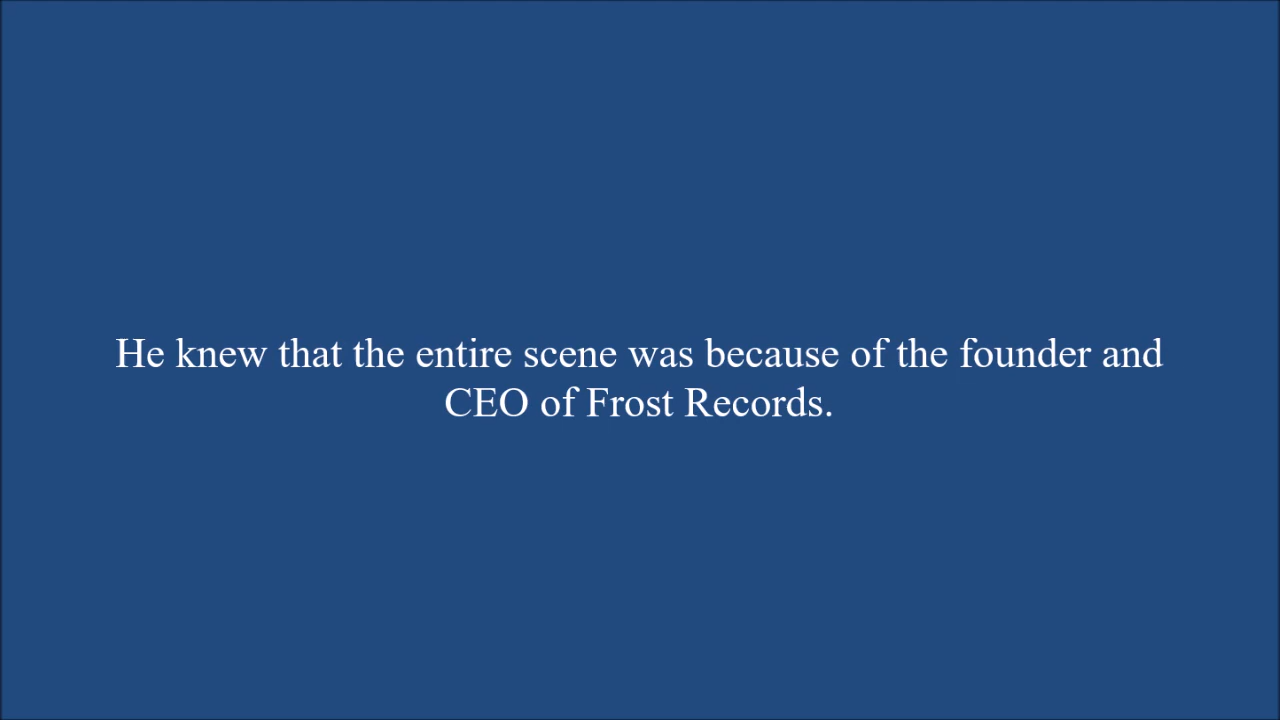 He knew that the entire scene was because of the founder and
CEO of Frost Records.